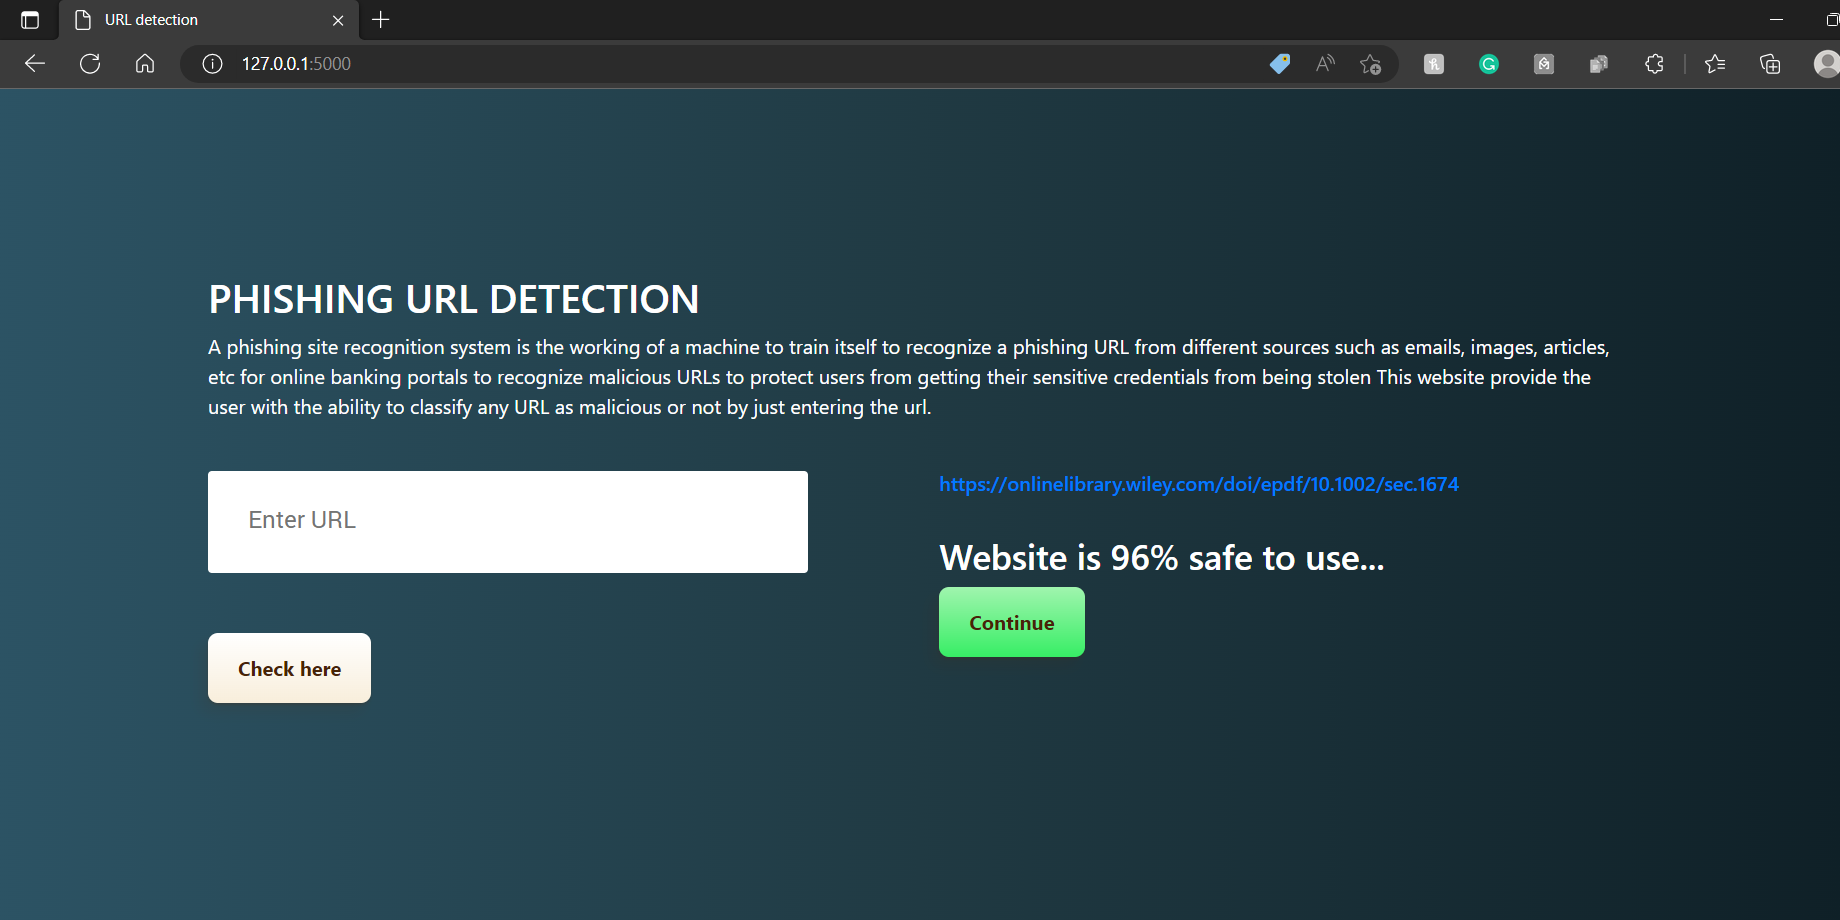 URL detection
127.0.0.1:5000
PHISHING URL DETECTION
A phishing site recognition system is the working of a machine to train itself to recognize a phishing URL from different sources such as emails, images, articles,
etc for online banking portals to recognize malicious URLs to protect users from getting their sensitive credentials from being stolen This website provide the
user with the ability to classify any URL as malicious or not by just entering the url.
Enter URL
https://onlinelibrary.wiley.com/doi/epdf/10.1002/sec.1674
Website is 96% safe to use...
Continue
Check here